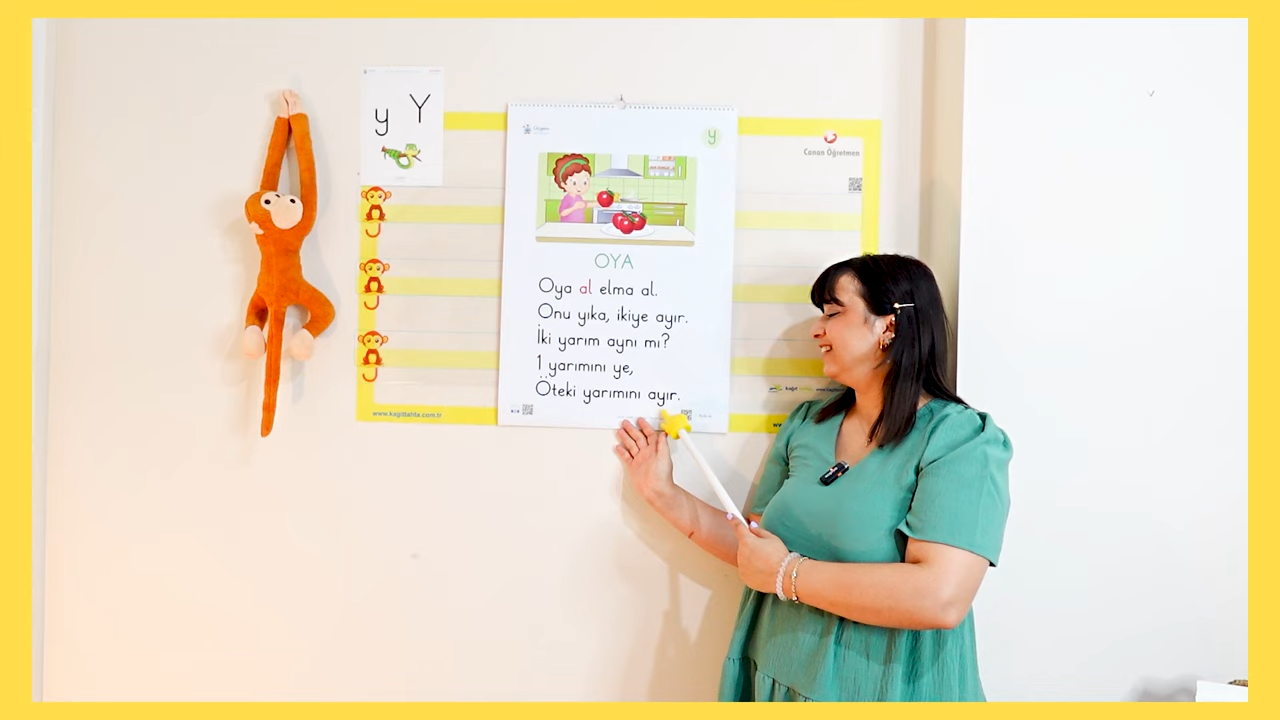 y Y
y
Canan Öğretmen
OYA
Oya al elma al.
Onu yıka, ikiye ayır.
İki yarım aynı mı?
1 yarımını ye,
Öteki yarımını ayır.
www.kagittahta.com.tr